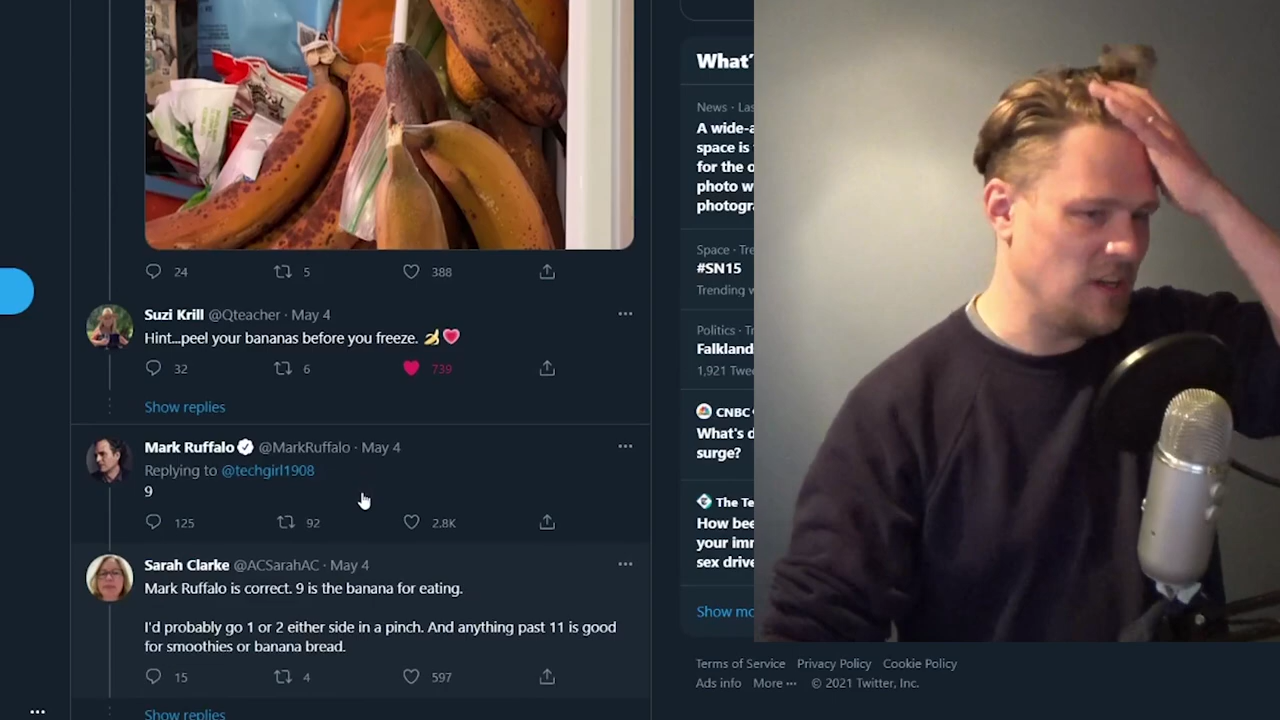 24 5 388
Suzi Krill @Qteacher · May 4
Hint...peel your bananas before you freeze. 🍌💗
32 6 739
Show replies
Mark Ruffalo @MarkRuffalo · May 4
Replying to @techgirl1908
9
125 92 2.8K
Sarah Clarke @ACSarahAC · May 4
Mark Ruffalo is correct. 9 is the banana for eating.
I'd probably go 1 or 2 either side in a pinch. And anything past 11 is good
for smoothies or banana bread.
15 4 597
Show replies
What'
News · Las
A wide-a
space is
for the o
photo w
photogra
Space · Tre
#SN15
Trending w
Politics · Tr
Falkland
1,921 Twee
CNBC
What's d
surge?
The Te
How bee
your imm
sex drive
Show mo
Terms of Service Privacy Policy Cookie Policy
Ads info More ··· © 2021 Twitter, Inc.